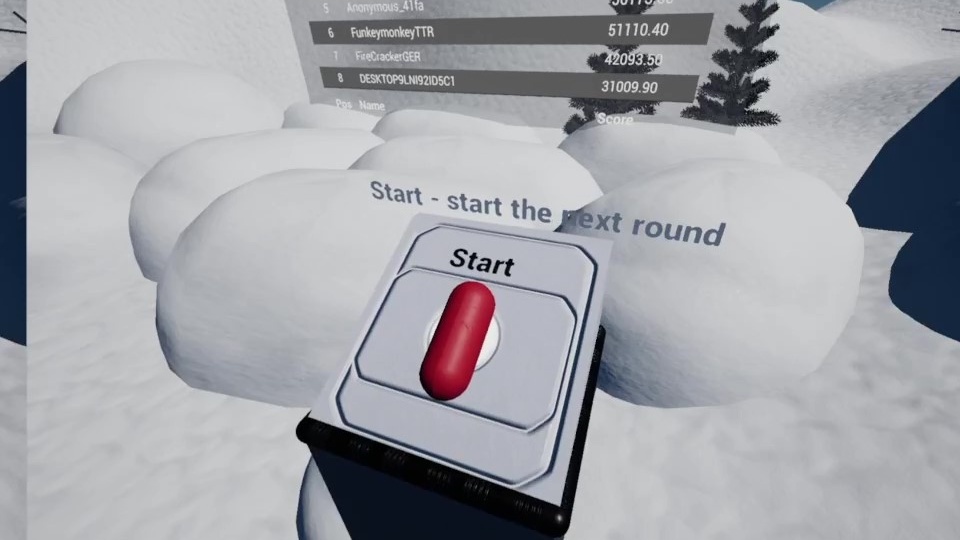 5 Anonymous_41fa
6 FunkeymonkeyTTR 51110.40
7 FireCrackerGER 42093.50
8 DESKTOP9LNI92ID5C1 31009.90
Pos Name Score
Start - start the next round
Start